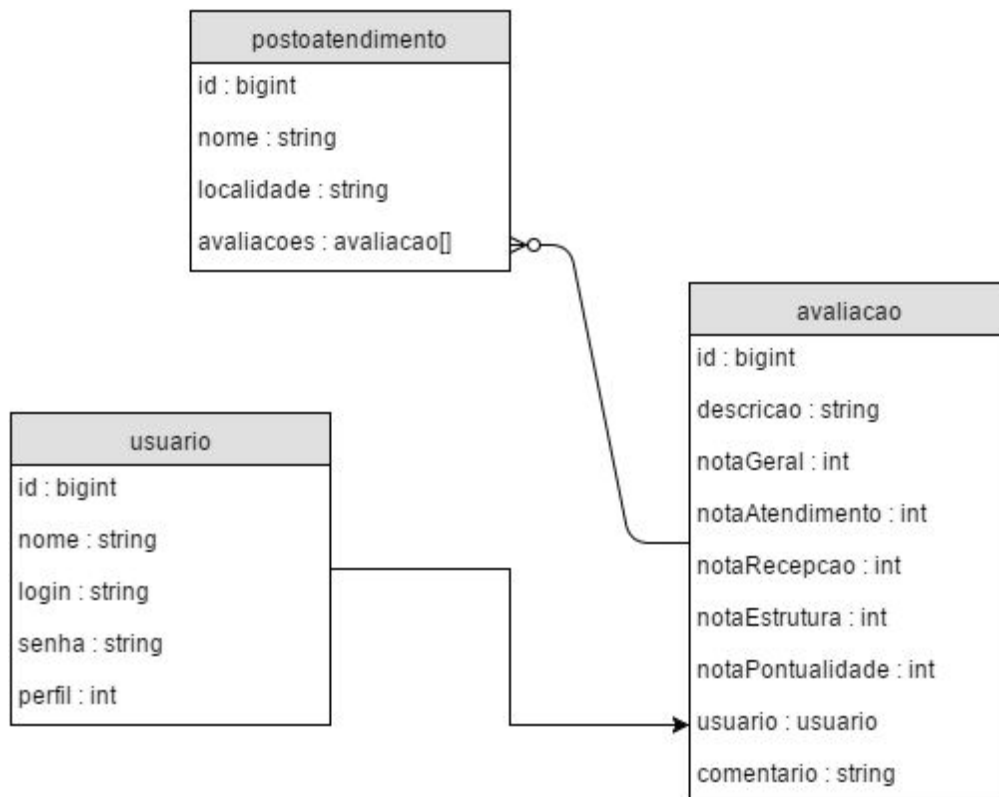 postoatendimento
id : bigint
nome : string
localidade : string
avaliacoes : avaliacao[]
usuario
id : bigint
nome : string
login : string
senha : string
perfil : int
avaliacao
id : bigint
descricao : string
notaGeral : int
notaAtendimento : int
notaRecepcao : int
notaEstrutura : int
notaPontualidade : int
usuario : usuario
comentario : string